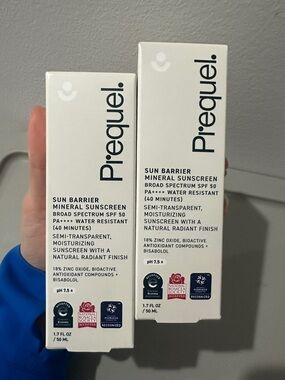 Prequel.
SUN BARRIER
MINERAL SUNSCREEN
BROAD SPECTRUM SPF 50
PA++++ WATER RESISTANT
(40 MINUTES)
SEMI-TRANSPARENT,
MOISTURIZING
SUNSCREEN WITH A
NATURAL RADIANT FINISH
18% ZINC OXIDE, BIOACTIVE
ANTIOXIDANT COMPOUNDS +
BISABOLOL
pH 7.5 ±
RECOGNIZED
1.7 FL OZ
/ 50 ML
Prequel.
SUN BARRIER
MINERAL SUNSCREEN
BROAD SPECTRUM SPF 50
PA++++ WATER RESISTANT
(40 MINUTES)
SEMI-TRANSPARENT,
MOISTURIZING
SUNSCREEN WITH A
NATURAL RADIANT FINISH
18% ZINC OXIDE, BIOACTIVE
ANTIOXIDANT COMPOUNDS +
BISABOLOL
pH 7.5 ±
RECOGNIZED
1.7 FL OZ
/ 50 ML